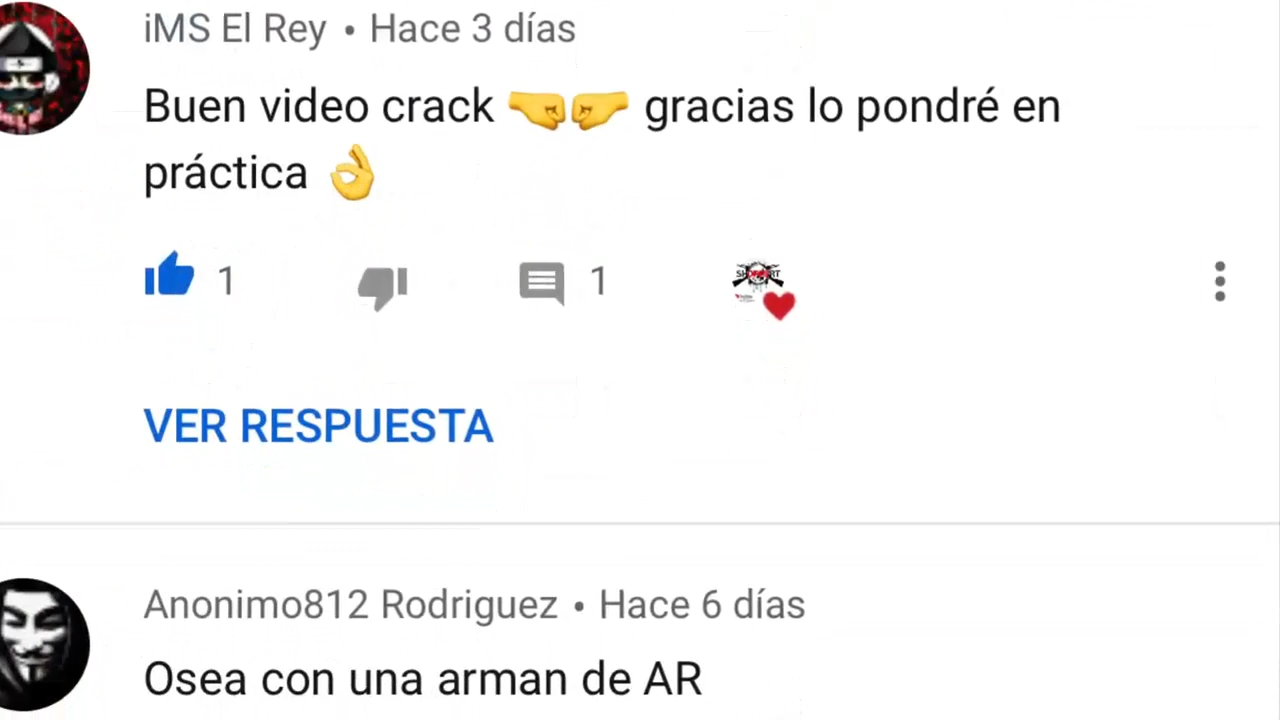 iMS El Rey • Hace 3 días
Buen video crack 🤜🤛 gracias lo pondré en
práctica 👌
1 1
VER RESPUESTA
Anonimo812 Rodriguez • Hace 6 días
Osea con una arman de AR